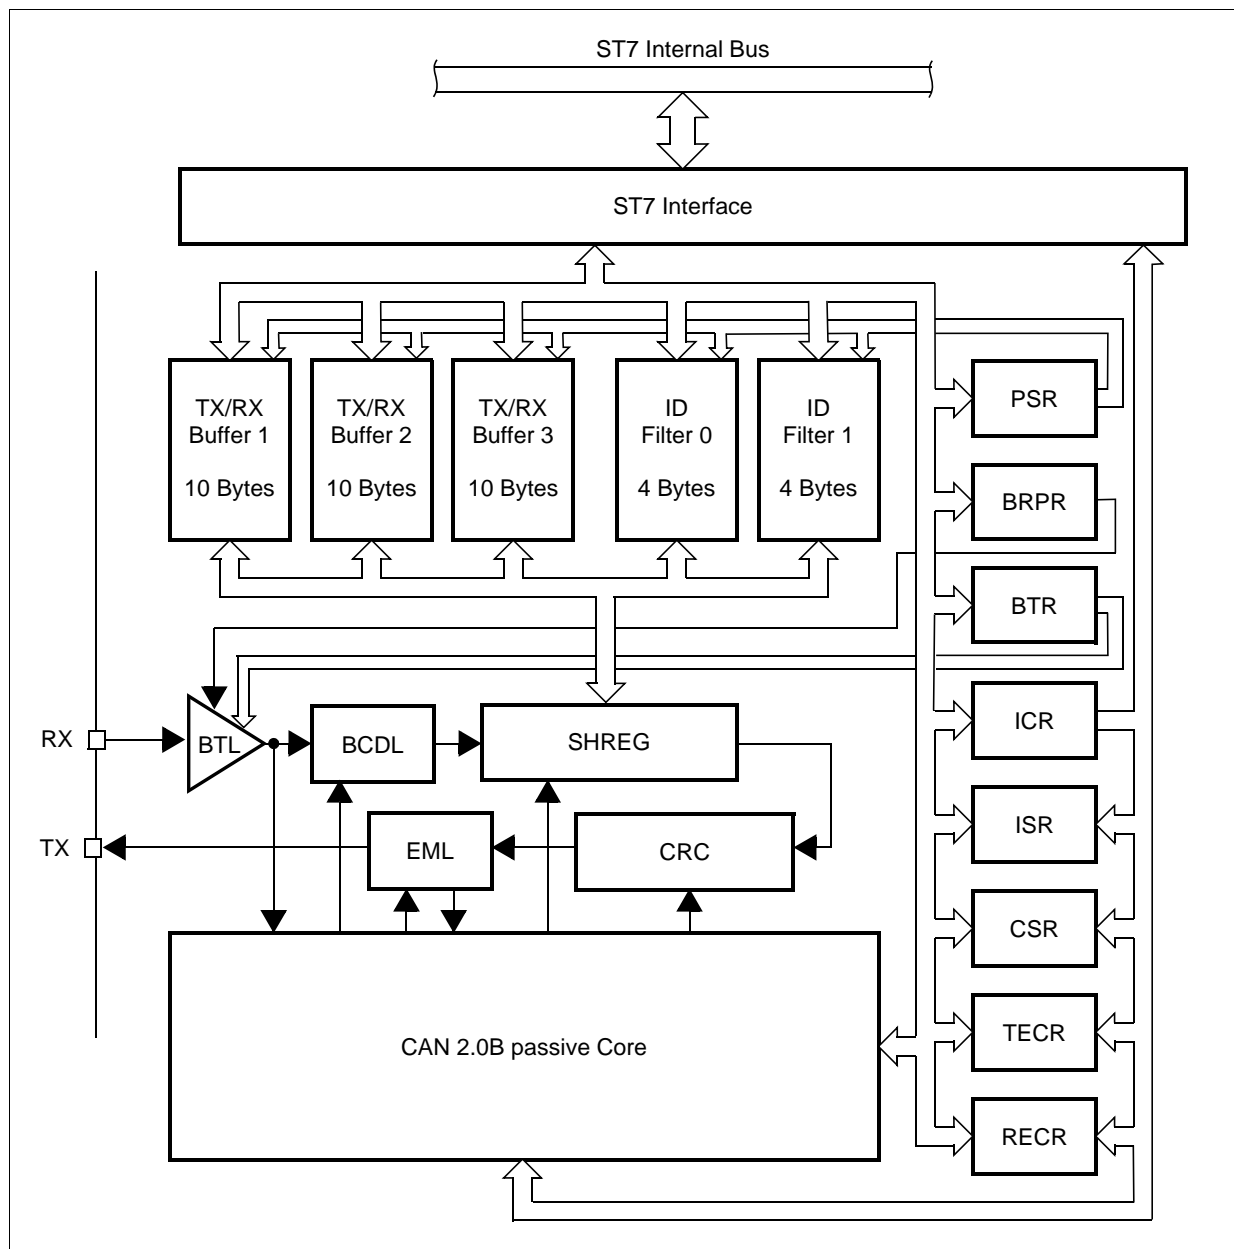 ST7 Internal Bus
ST7 Interface
TX/RX
Buffer 1
10 Bytes
TX/RX
Buffer 2
10 Bytes
TX/RX
Buffer 3
10 Bytes
ID
Filter 0
4 Bytes
ID
Filter 1
4 Bytes
PSR
BRPR
BTR
ICR
ISR
CSR
TECR
RECR
RX
BTL
BCDL
SHREG
TX
EML
CRC
CAN 2.0B passive Core